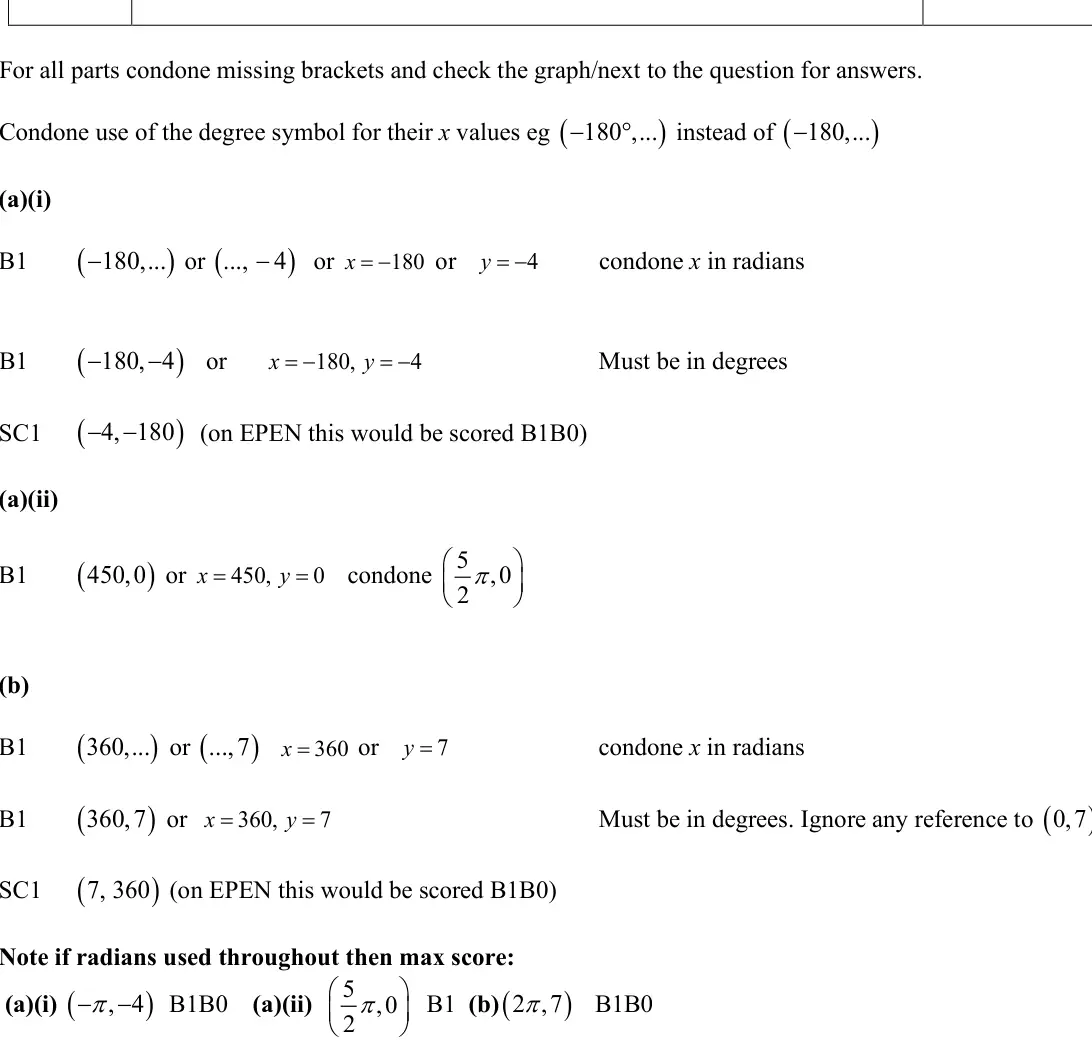 For all parts condone missing brackets and check the graph/next to the question for answers.
Condone use of the degree symbol for their x values eg (−180°,...) instead of (−180,...)
(a)(i)
B1 (−180,...) or (..., −4) or x = −180 or y = −4 condone x in radians
B1 (−180,−4) or x = −180, y = −4 Must be in degrees
SC1 (−4,−180) (on EPEN this would be scored B1B0)
(a)(ii)
B1 (450,0) or x = 450, y = 0 condone (5/2 π,0)
(b)
B1 (360,...) or (...,7) x = 360 or y = 7 condone x in radians
B1 (360,7) or x = 360, y = 7 Must be in degrees. Ignore any reference to (0,7)
SC1 (7, 360) (on EPEN this would be scored B1B0)
Note if radians used throughout then max score:
(a)(i) (−π,−4) B1B0 (a)(ii) (5/2 π,0) B1 (b)(2π,7) B1B0